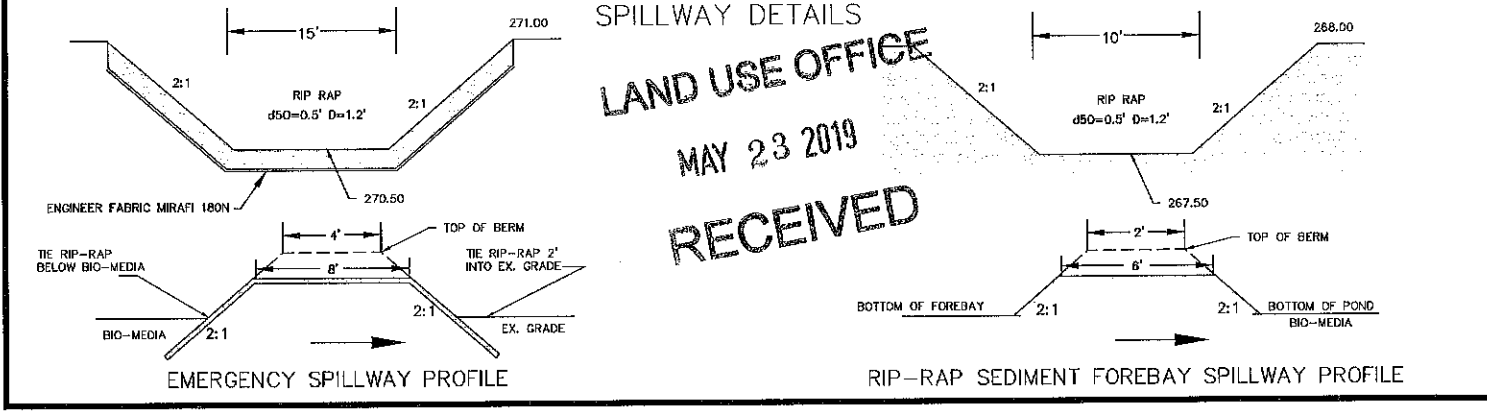 SPILLWAY DETAILS
15'
271.00
2:1
2:1
RIP RAP
d50=0.5' D=1.2'
ENGINEER FABRIC MIRAFI 180N
270.50
4'
TOP OF BERM
TIE RIP-RAP
BELOW BIO-MEDIA
8'
TIE RIP-RAP 2'
INTO EX. GRADE
BIO-MEDIA
2:1
2:1
EX. GRADE
EMERGENCY SPILLWAY PROFILE
LAND USE OFFICE
MAY 23 2019
RECEIVED
10'
268.00
2:1
2:1
RIP RAP
d50=0.5' D=1.2'
267.50
2'
TOP OF BERM
6'
BOTTOM OF FOREBAY
2:1
2:1
BOTTOM OF POND
BIO-MEDIA
RIP-RAP SEDIMENT FOREBAY SPILLWAY PROFILE